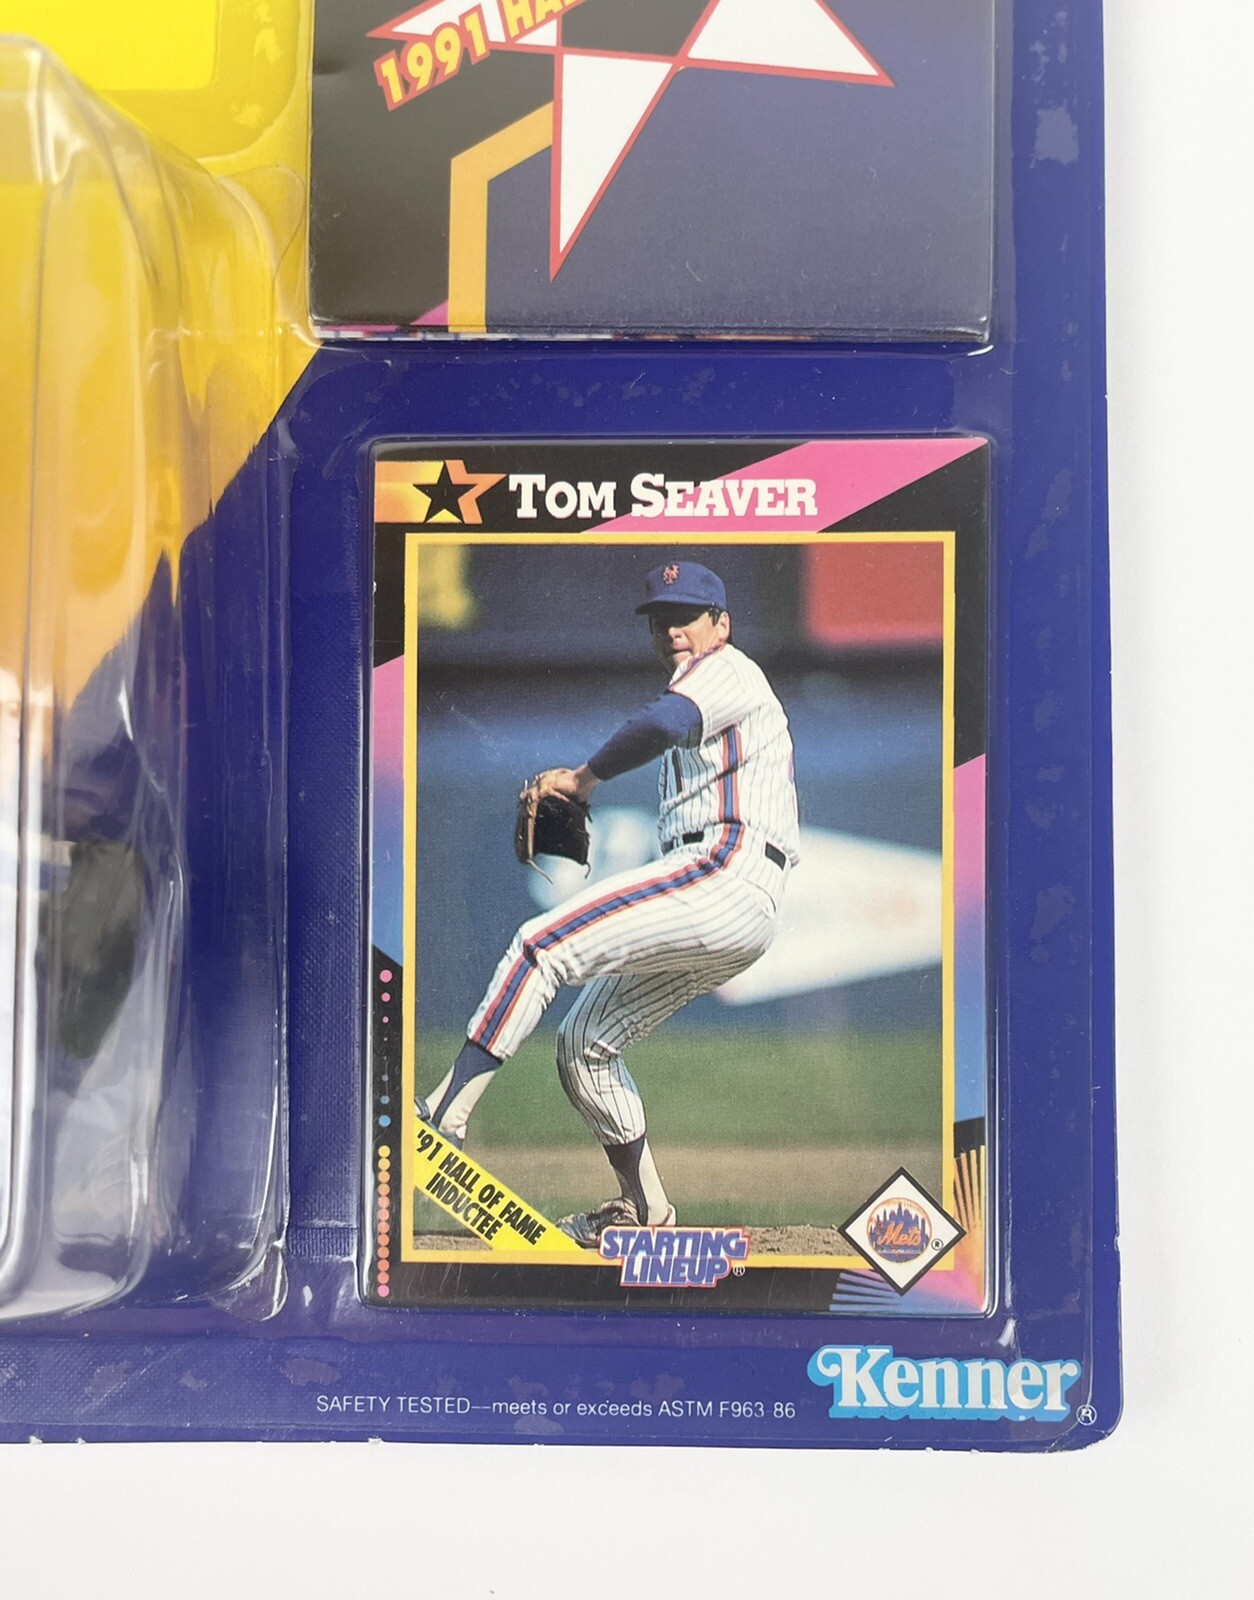 1991
TOM SEAVER
NY
'91 HALL OF FAME
INDUCTEE
Mets
®
STARTING
LINEUP®
Kenner®
SAFETY TESTED—meets or exceeds ASTM F963-86